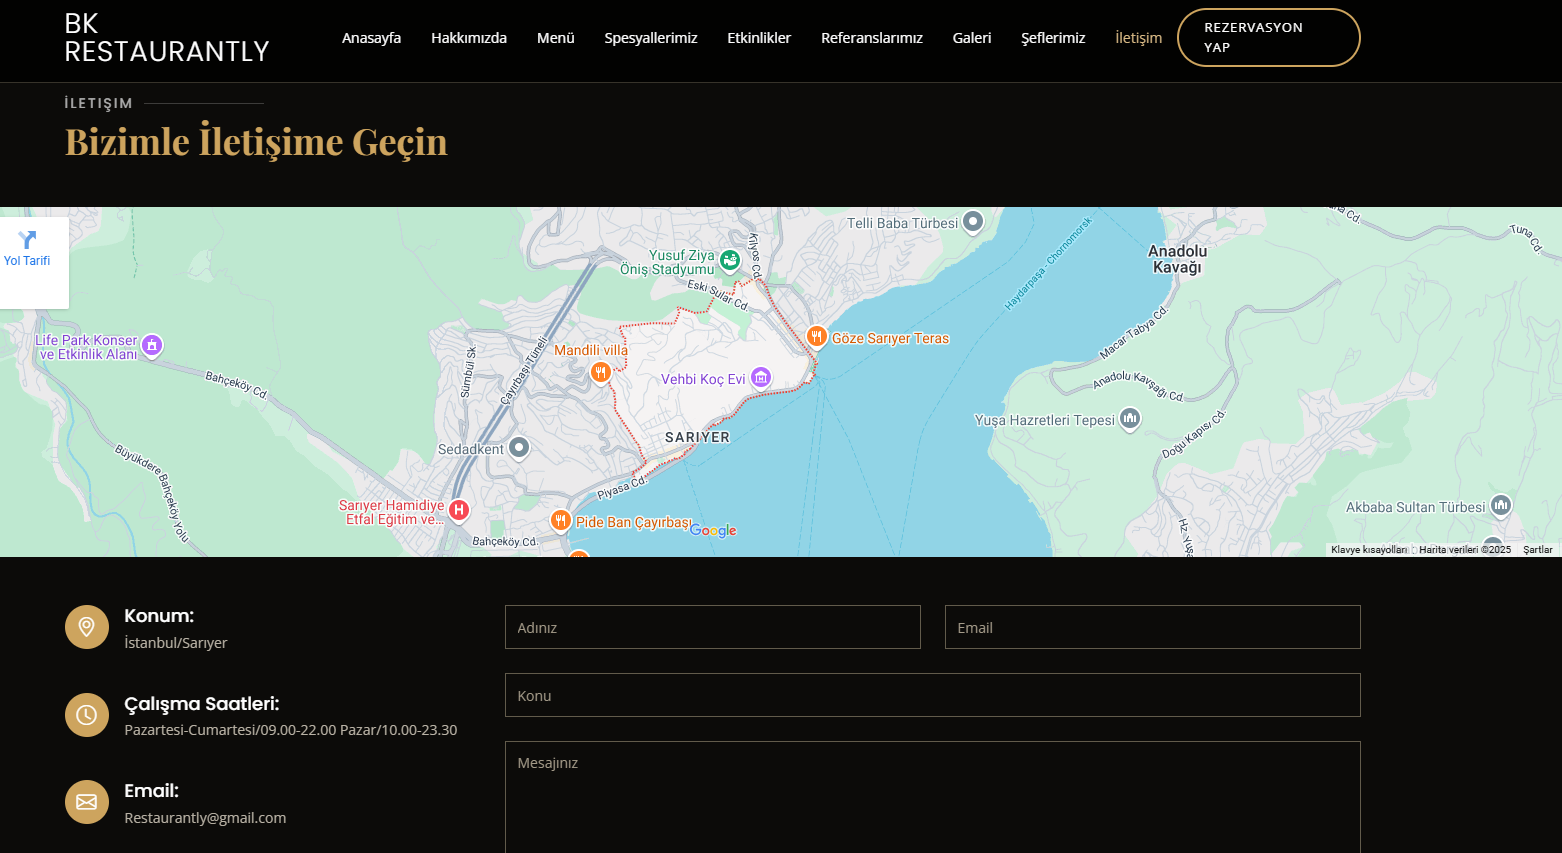 BK
RESTAURANTLY
Anasayfa
Hakkımızda
Menü
Spesyallerimiz
Etkinlikler
Referanslarımız
Galeri
Şeflerimiz
İletişim
REZERVASYON
YAP
İLETIŞIM
Bizimle İletişime Geçin
Yol Tarifi
Telli Baba Türbesi
Tuna Cd.
Kilyos Cd.
Yusuf Ziya
Öniş Stadyumu
Haydarpaşa - Chornomorsk
Anadolu
Kavağı
Eski Sular Cd.
Life Park Konser
ve Etkinlik Alanı
Göze Sarıyer Teras
Macar Tabya Cd.
Mandili villa
Sümbül Sk.
Çayırbaşı Tüneli
Bahçeköy Cd.
Vehbi Koç Evi
Anadolu Kavağı Cd.
Yuşa Hazretleri Tepesi
Doğu Kapısı Cd.
SARIYER
Sedadkent
Büyükdere Bahçeköy Yolu
Piyasa Cd.
Sarıyer Hamidiye
Etfal Eğitim ve...
Akbaba Sultan Türbesi
Pide Ban Çayırbaşı
Google
Bahçeköy Cd.
Hz. Yuşa
Klavye kısayolları
Harita verileri ©2025
Şartlar
Konum:
İstanbul/Sarıyer
Çalışma Saatleri:
Pazartesi-Cumartesi/09.00-22.00 Pazar/10.00-23.30
Email:
Restaurantly@gmail.com
Adınız
Email
Konu
Mesajınız